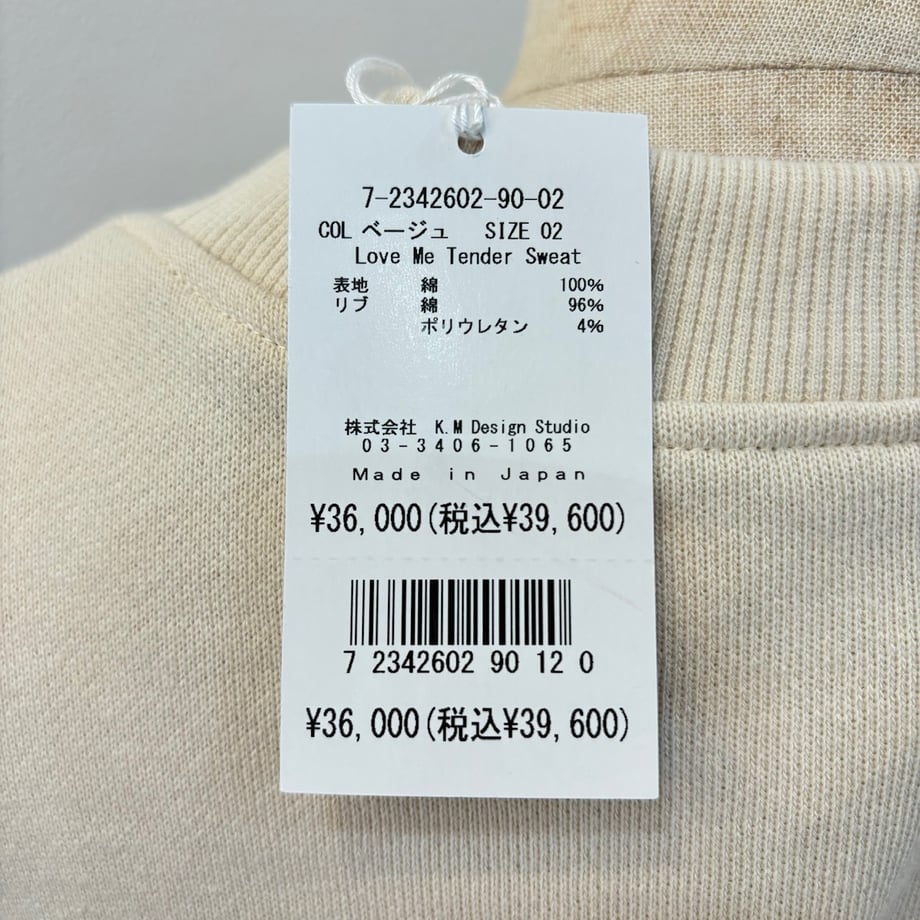 7-2342602-90-02
COL ベージュ SIZE 02
Love Me Tender Sweat
表地 綿 100%
リブ 綿 96%
ポリウレタン 4%
株式会社 K.M Design Studio
03-3406-1065
Made in Japan
¥36,000(税込¥39,600)
7 2342602 90 12 0
¥36,000(税込¥39,600)